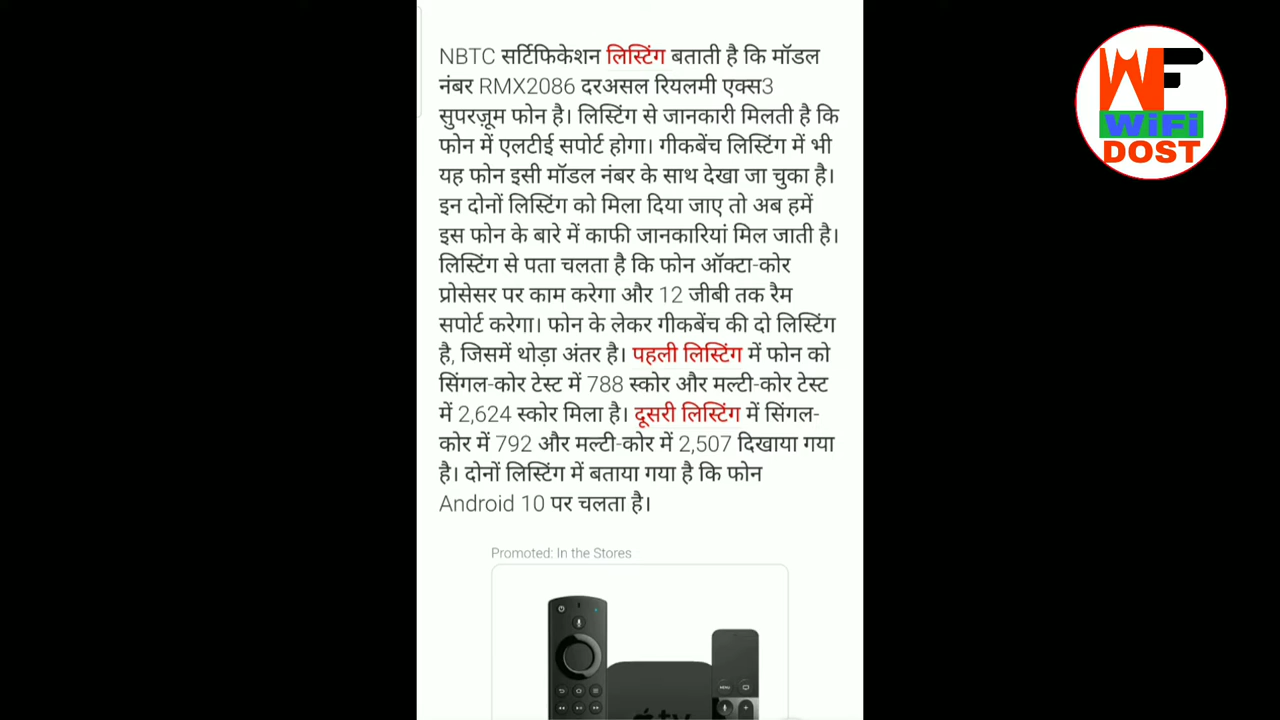 NBTC सर्टिफिकेशन लिस्टिंग बताती है कि मॉडल
नंबर RMX2086 दरअसल रियलमी एक्स3
सुपरज़ूम फोन है। लिस्टिंग से जानकारी मिलती है कि
फोन में एलटीई सपोर्ट होगा। गीकबेंच लिस्टिंग में भी
यह फोन इसी मॉडल नंबर के साथ देखा जा चुका है।
इन दोनों लिस्टिंग को मिला दिया जाए तो अब हमें
इस फोन के बारे में काफी जानकारियां मिल जाती है।
लिस्टिंग से पता चलता है कि फोन ऑक्टा-कोर
प्रोसेसर पर काम करेगा और 12 जीबी तक रैम
सपोर्ट करेगा। फोन के लेकर गीकबेंच की दो लिस्टिंग
है, जिसमें थोड़ा अंतर है। पहली लिस्टिंग में फोन को
सिंगल-कोर टेस्ट में 788 स्कोर और मल्टी-कोर टेस्ट
में 2,624 स्कोर मिला है। दूसरी लिस्टिंग में सिंगल-
कोर में 792 और मल्टी-कोर में 2,507 दिखाया गया
है। दोनों लिस्टिंग में बताया गया है कि फोन
Android 10 पर चलता है।
Promoted: In the Stores
MENU
tv
WF
WiFi
DOST